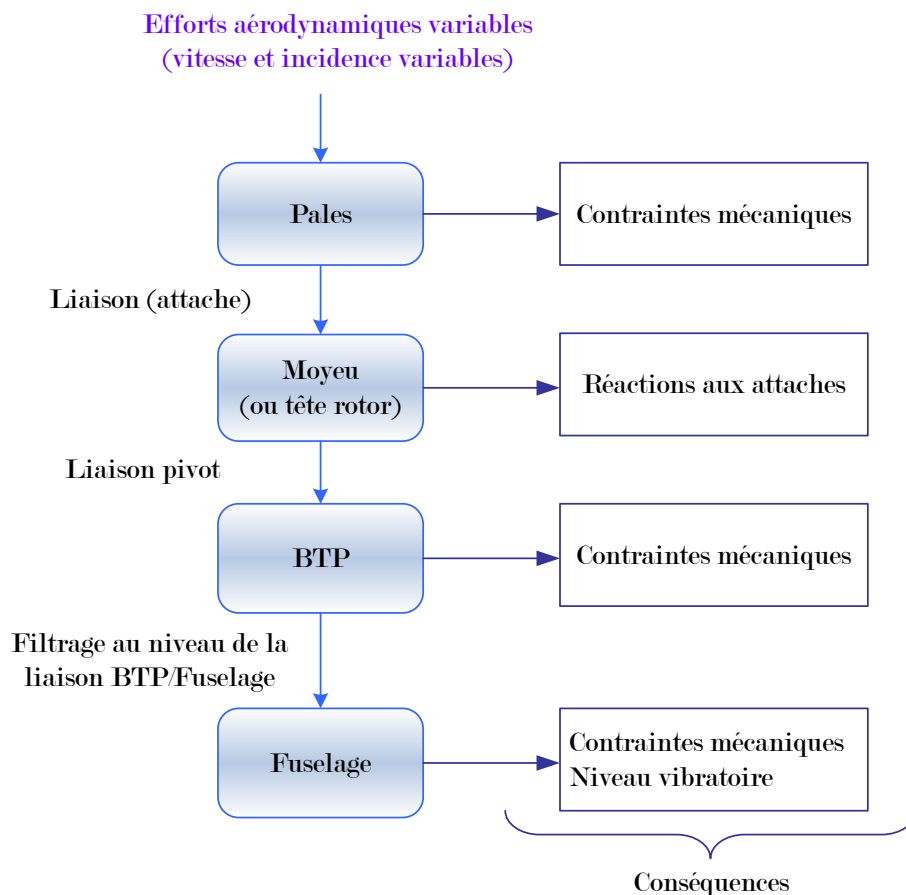 Efforts aérodynamiques variables
(vitesse et incidence variables)
Pales
Contraintes mécaniques
Liaison (attache)
Moyeu
(ou tête rotor)
Réactions aux attaches
Liaison pivot
BTP
Contraintes mécaniques
Filtrage au niveau de la
liaison BTP/Fuselage
Fuselage
Contraintes mécaniques
Niveau vibratoire
Conséquences